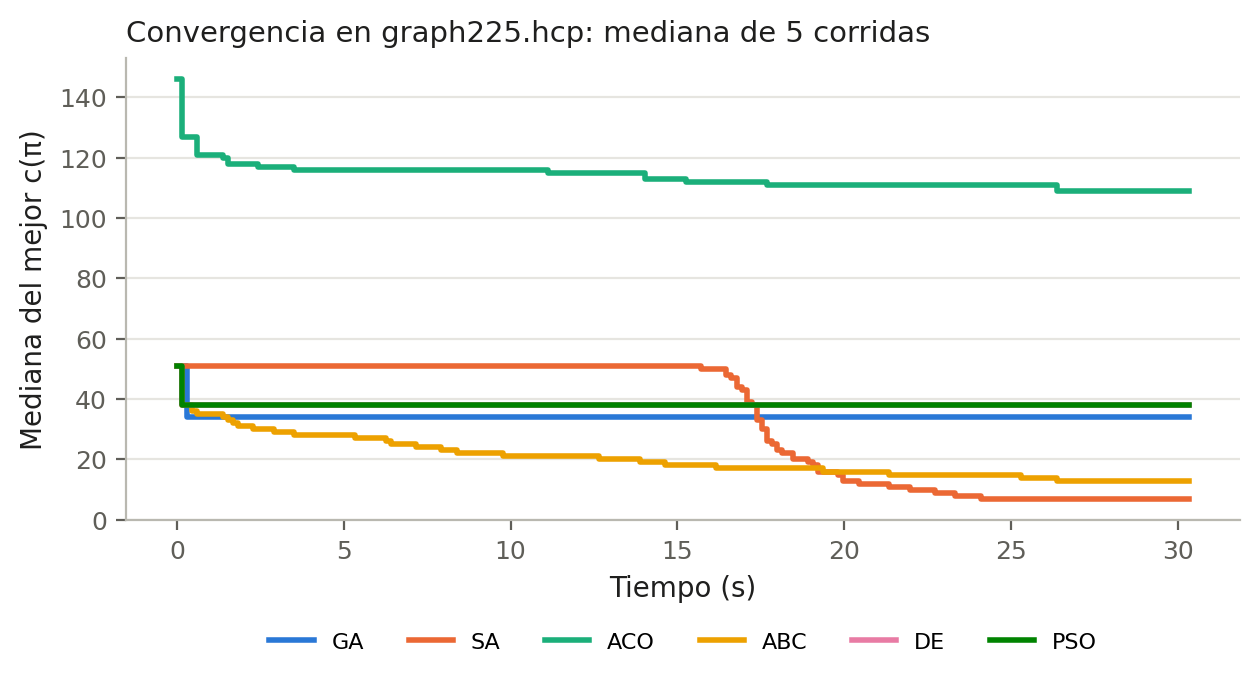 Convergencia en graph225.hcp: mediana de 5 corridas
Mediana del mejor c(π)
140
120
100
80
60
40
20
0
0 5 10 15 20 25 30
Tiempo (s)
GA SA ACO ABC DE PSO